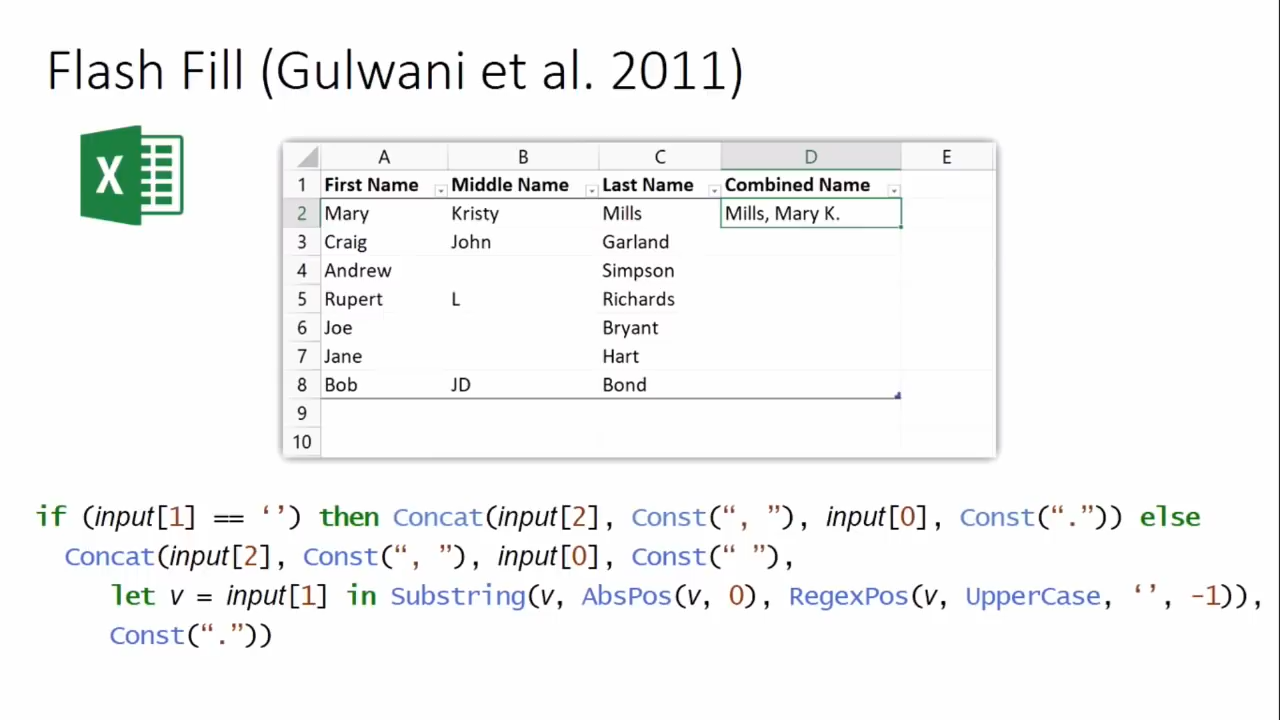 Flash Fill (Gulwani et al. 2011)
X
A B C D E
1 First Name Middle Name Last Name Combined Name
2 Mary Kristy Mills Mills, Mary K.
3 Craig John Garland
4 Andrew Simpson
5 Rupert L Richards
6 Joe Bryant
7 Jane Hart
8 Bob JD Bond
9
10
if (input[1] == ‘’) then Concat(input[2], Const(“, ”), input[0], Const(“.”)) else
Concat(input[2], Const(“, ”), input[0], Const(“ ”),
let v = input[1] in Substring(v, AbsPos(v, 0), RegexPos(v, UpperCase, ‘’, -1)),
Const(“.”))